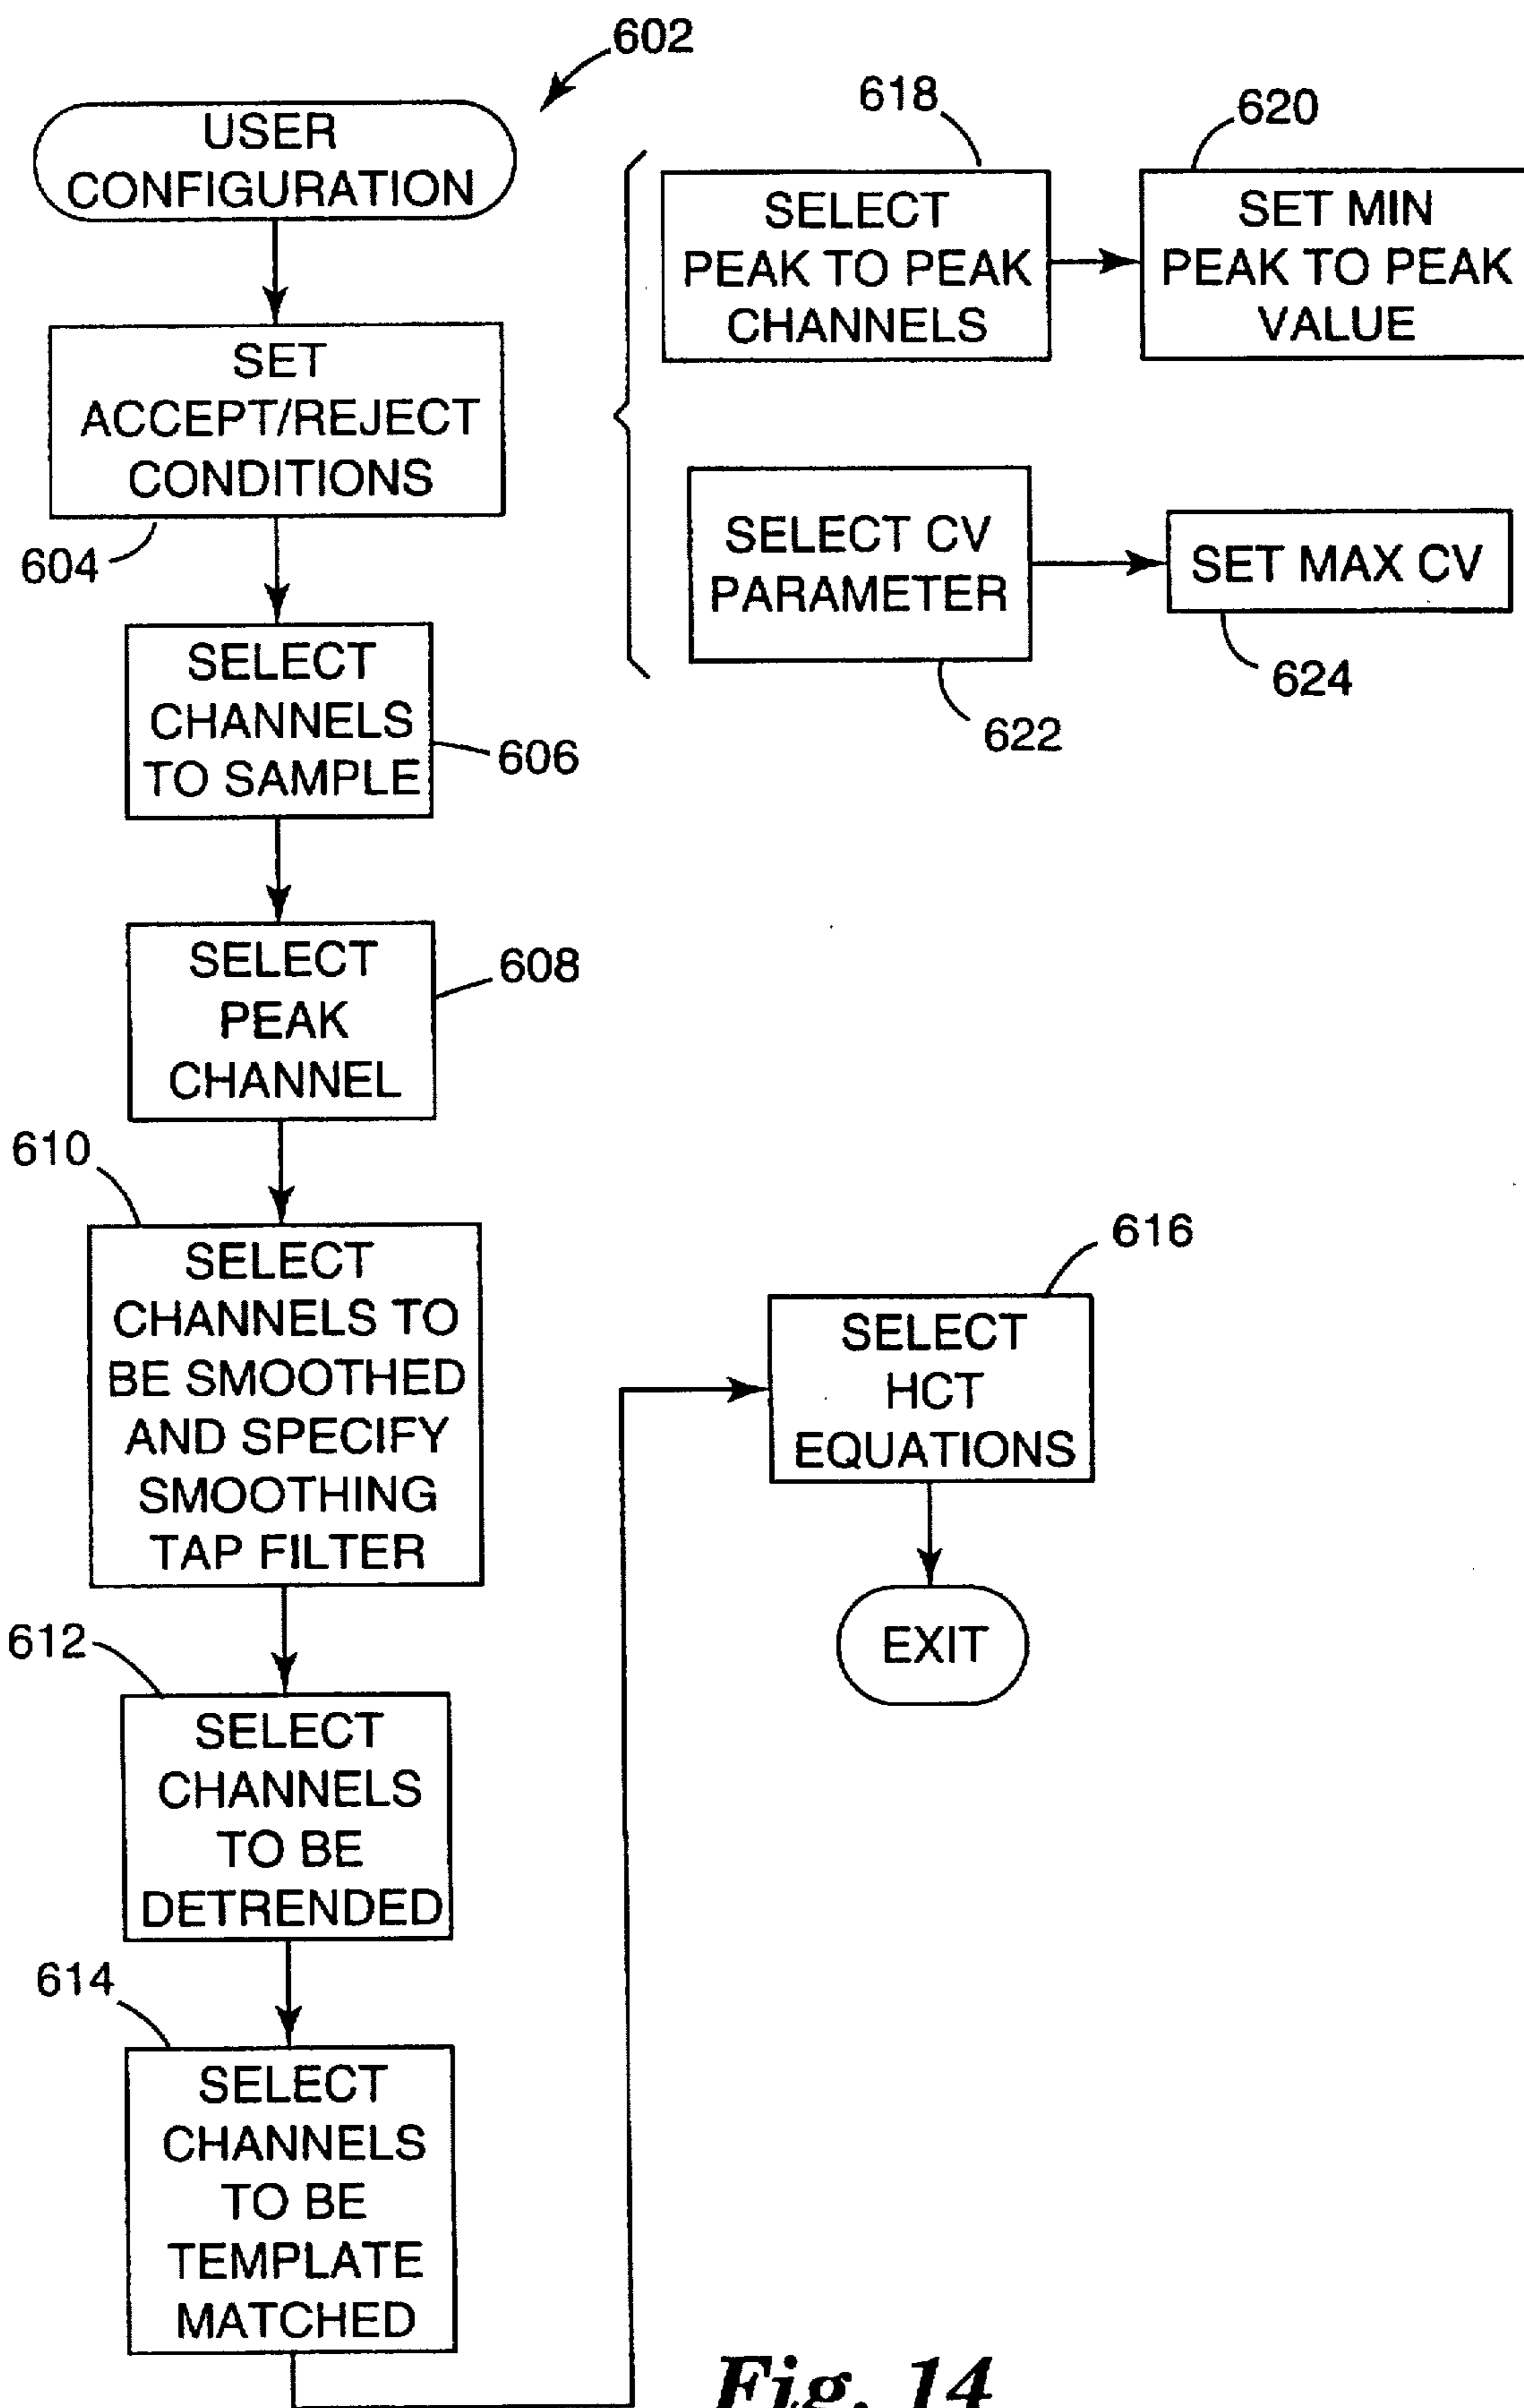 602
USER
CONFIGURATION
SET
ACCEPT/REJECT
CONDITIONS
604
SELECT
CHANNELS
TO SAMPLE
606
SELECT
PEAK
CHANNEL
608
610
SELECT
CHANNELS TO
BE SMOOTHED
AND SPECIFY
SMOOTHING
TAP FILTER
612
SELECT
CHANNELS
TO BE
DETRENDED
614
SELECT
CHANNELS
TO BE
TEMPLATE
MATCHED
618
SELECT
PEAK TO PEAK
CHANNELS
620
SET MIN
PEAK TO PEAK
VALUE
SELECT CV
PARAMETER
622
SET MAX CV
624
616
SELECT
HCT
EQUATIONS
EXIT
Fig. 14